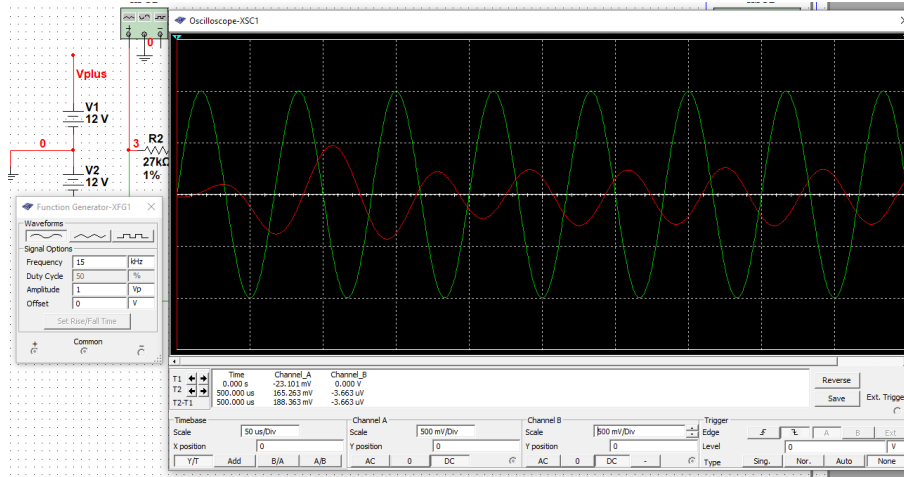 Oscilloscope-XSC1
0
Vplus
V1
12 V
0
3
R2
27kΩ
1%
V2
12 V
Function Generator-XFG1
Waveforms
Signal Options
Frequency 15 kHz
Duty Cycle 50 %
Amplitude 1 Vp
Offset 0 V
Set Rise/Fall Time
+ Common −
Time Channel_A Channel_B
T1 0.000 s -23.101 mV 0.000 V
T2 500.000 us 165.263 mV -3.663 uV
T2-T1 500.000 us 188.363 mV -3.663 uV
Reverse
Save
Ext. Trigge
Timebase
Scale 50 us/Div
X position 0
Y/T Add B/A A/B
Channel A
Scale 500 mV/Div
Y position 0
AC 0 DC
Channel B
Scale 500 mV/Div
Y position 0
AC 0 DC -
Trigger
Edge A B Ext
Level 0 V
Type Sing. Nor. Auto None